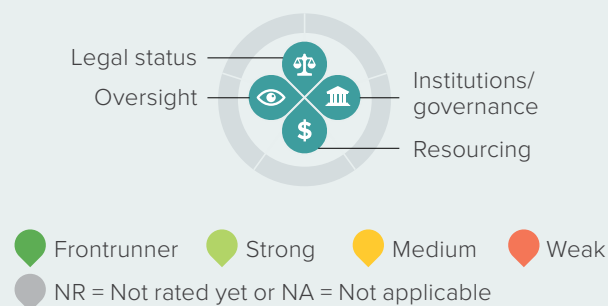 Legal status
Oversight
Institutions/
governance
$
Resourcing
Frontrunner
Strong
Medium
Weak
NR = Not rated yet or NA = Not applicable